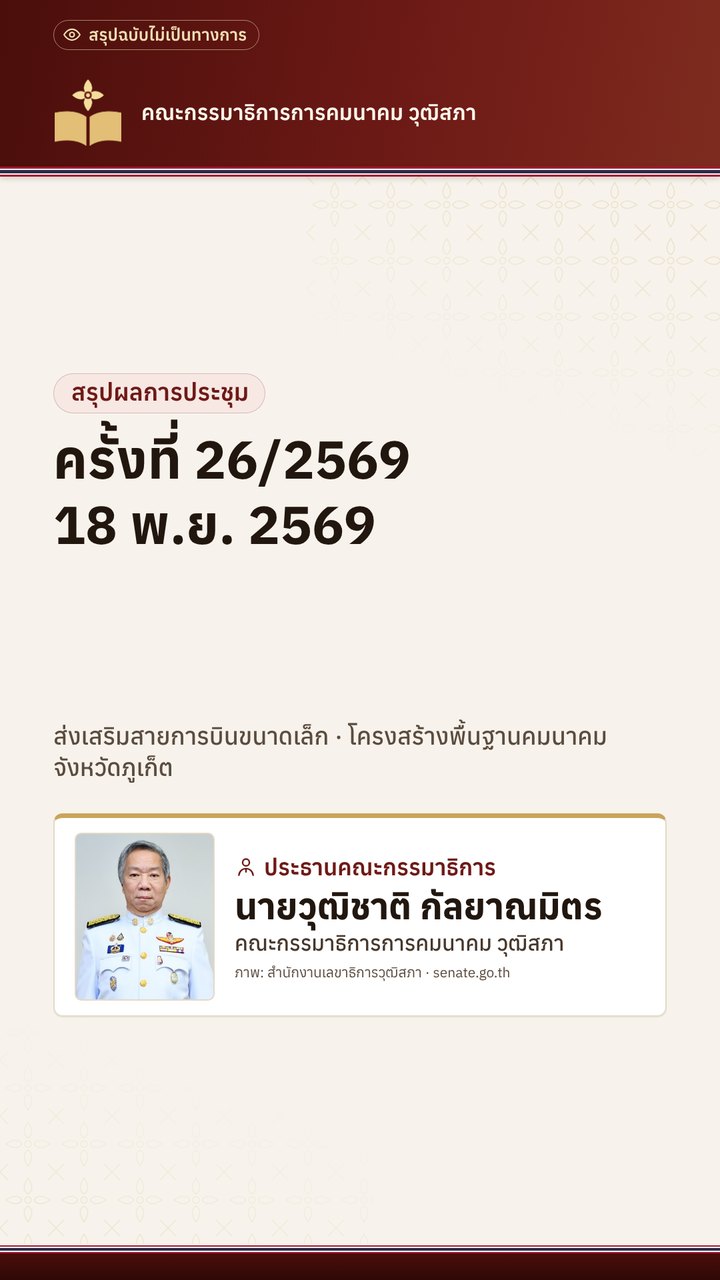 สรุปฉบับไม่เป็นทางการ
คณะกรรมาธิการการคมนาคม วุฒิสภา
สรุปผลการประชุม
ครั้งที่ 26/2569
18 พ.ย. 2569
ส่งเสริมสายการบินขนาดเล็ก · โครงสร้างพื้นฐานคมนาคม
จังหวัดภูเก็ต
ประธานคณะกรรมาธิการ
นายวุฒิชาติ กัลยาณมิตร
คณะกรรมาธิการการคมนาคม วุฒิสภา
ภาพ: สำนักงานเลขาธิการวุฒิสภา · senate.go.th